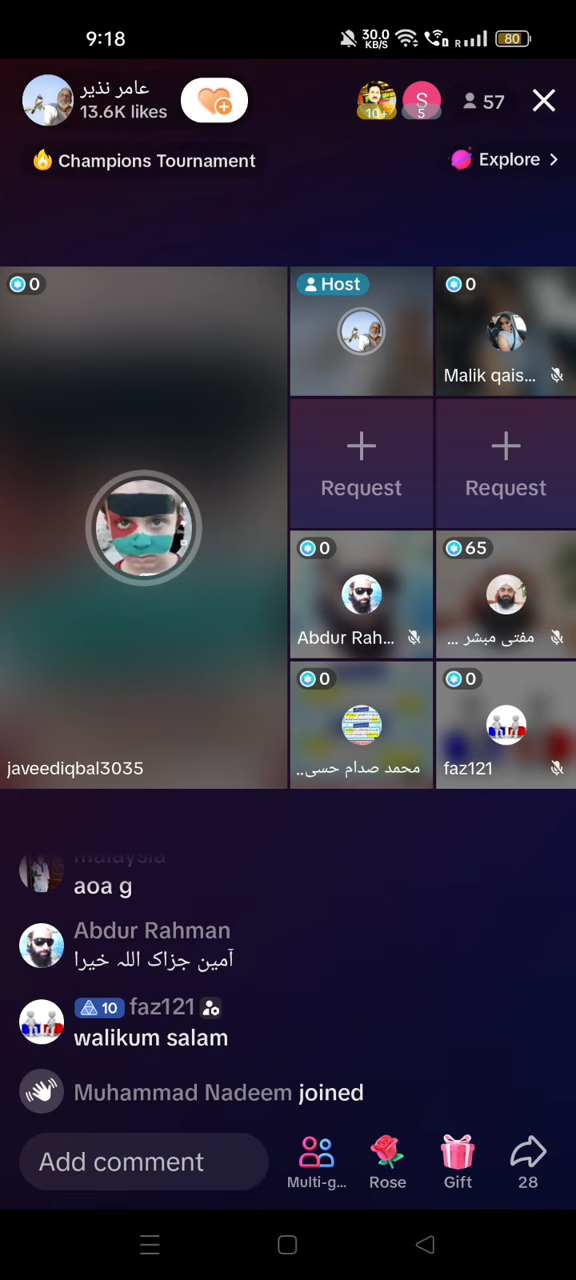 9:18
30.0
KB/S
R
80
عامر نذیر
13.6K likes
10+
S
5
57
Champions Tournament
Explore
0
Host
0
Malik qais...
Request
Request
0
65
Abdur Rah...
مفتی مبشر ...
0
0
javeediqbal3035
محمد صدام حسی..
faz121
malaysia
aoa g
Abdur Rahman
آمین جزاک اللہ خیرا
10 faz121
walikum salam
Muhammad Nadeem joined
Add comment
Multi-g...
Rose
Gift
28